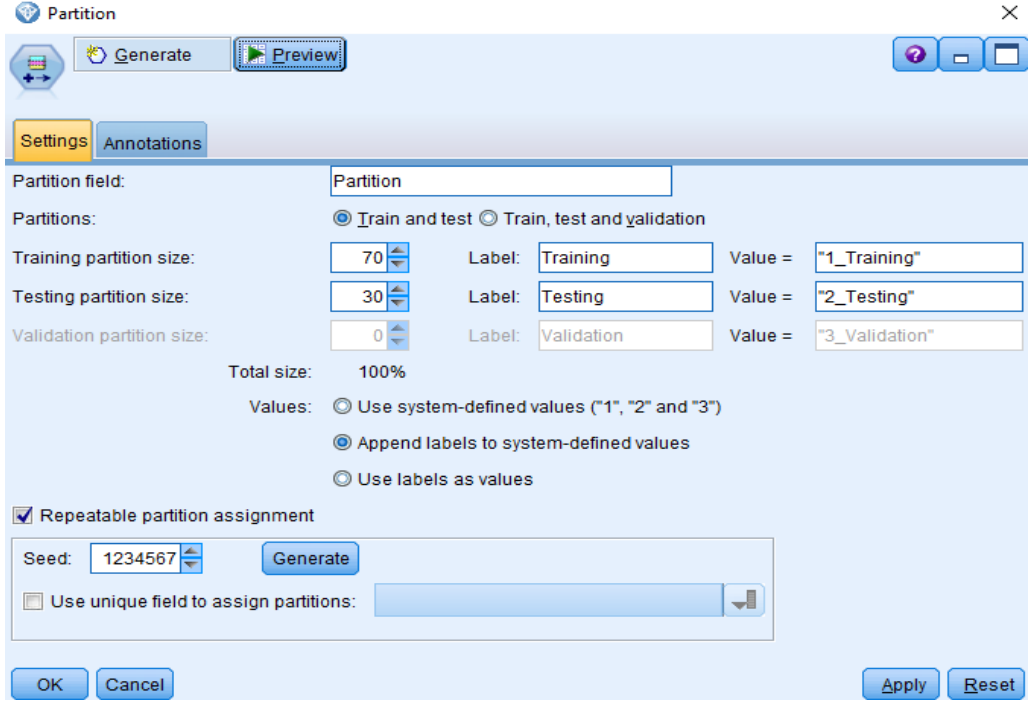 Partition
Generate Preview
Settings Annotations
Partition field: Partition
Partitions: Train and test Train, test and validation
Training partition size: 70 Label: Training Value = "1_Training"
Testing partition size: 30 Label: Testing Value = "2_Testing"
Validation partition size: 0 Label: Validation Value = "3_Validation"
Total size: 100%
Values: Use system-defined values ("1", "2" and "3")
Append labels to system-defined values
Use labels as values
Repeatable partition assignment
Seed: 1234567 Generate
Use unique field to assign partitions:
OK Cancel Apply Reset